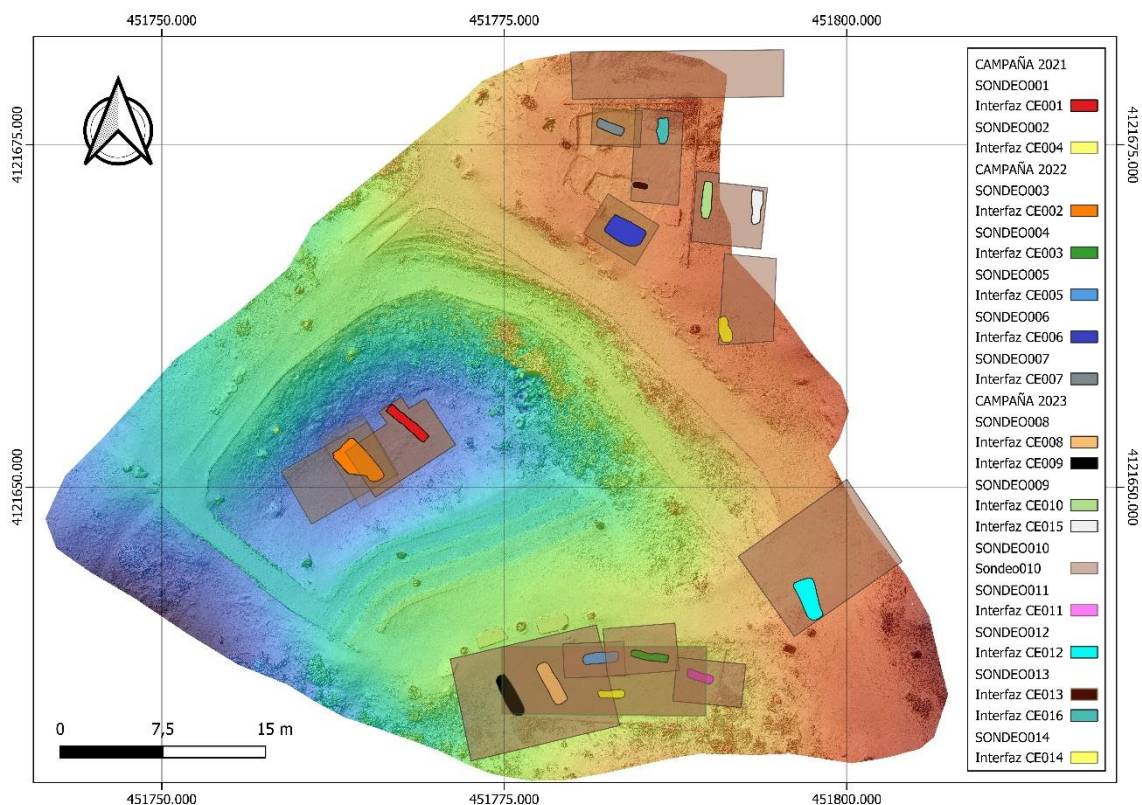 451750.000
451775.000
451800.000
4121675.000
4121675.000
4121650.000
4121650.000
CAMPAÑA 2021
SONDEO001
Interfaz CE001
SONDEO002
Interfaz CE004
CAMPAÑA 2022
SONDEO003
Interfaz CE002
SONDEO004
Interfaz CE003
SONDEO005
Interfaz CE005
SONDEO006
Interfaz CE006
SONDEO007
Interfaz CE007
CAMPAÑA 2023
SONDEO08
Interfaz CE008
Interfaz CE009
SONDEO009
Interfaz CE010
Interfaz CE015
SONDEO010
Sondeo010
SONDEO011
Interfaz CE011
SONDEO012
Interfaz CE012
SONDEO013
Interfaz CE013
Interfaz CE016
SONDEO014
Interfaz CE014
0
7,5
15 m
451750.000
451775.000
451800.000